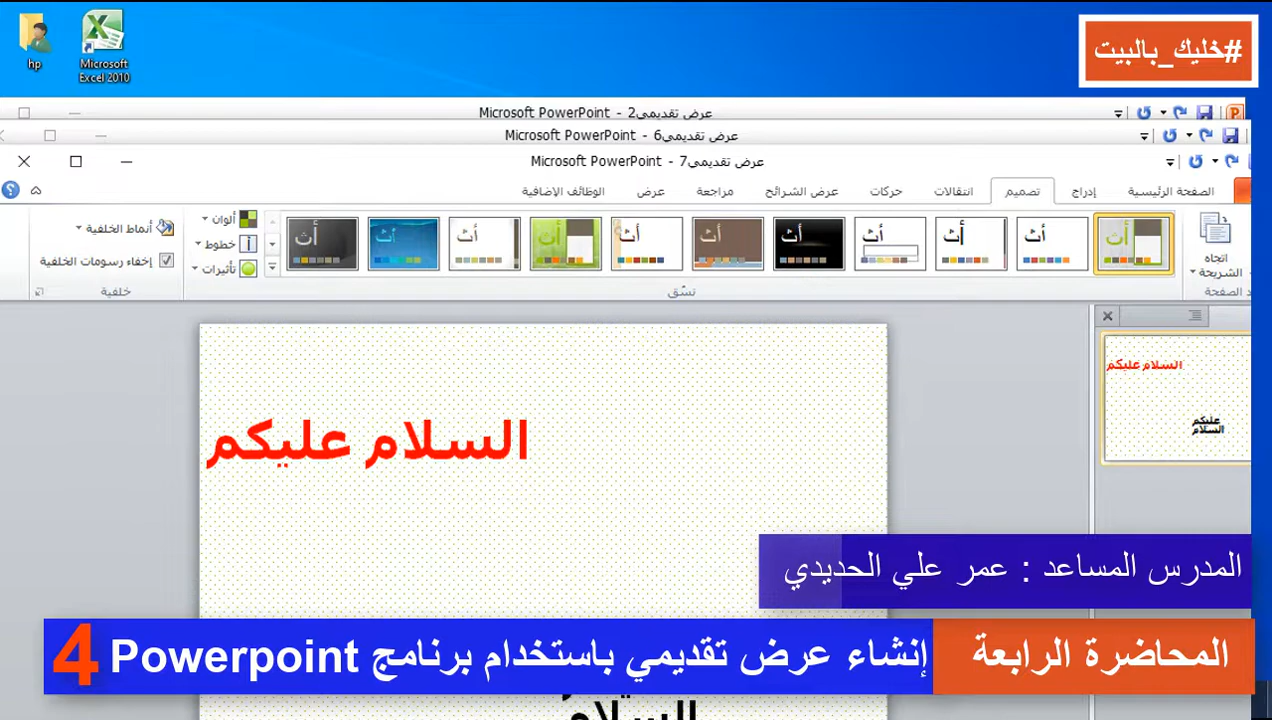 hp
Microsoft Excel 2010
#خليك_بالبيت
عرض تقديمي2 - Microsoft PowerPoint
عرض تقديمي6 - Microsoft PowerPoint
عرض تقديمي7 - Microsoft PowerPoint
الصفحة الرئيسية إدراج تصميم انتقالات حركات عرض الشرائح مراجعة عرض الوظائف الإضافية
اتجاه الشريحة
ألوان
خطوط
تأثيرات
أنماط الخلفية
إخفاء رسومات الخلفية
الصفحة
نسّق
خلفية
السلام عليكم
السلام عليكم
عليكم
السلام
المدرس المساعد : عمر علي الحديدي
المحاضرة الرابعة
إنشاء عرض تقديمي باستخدام برنامج Powerpoint 4
السلام